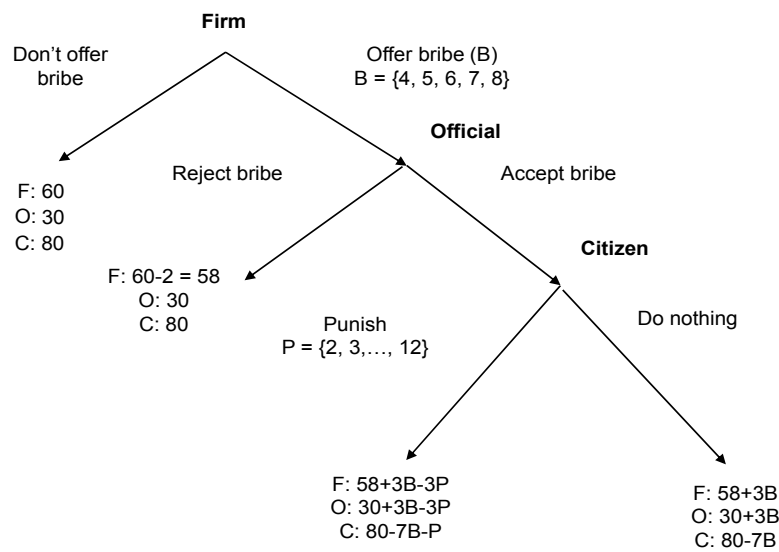 Firm
Don’t offer
bribe
Offer bribe (B)
B = {4, 5, 6, 7, 8}
Official
Reject bribe
Accept bribe
F: 60
O: 30
C: 80
Citizen
F: 60-2 = 58
O: 30
C: 80
Punish
P = {2, 3,…, 12}
Do nothing
F: 58+3B-3P
O: 30+3B-3P
C: 80-7B-P
F: 58+3B
O: 30+3B
C: 80-7B